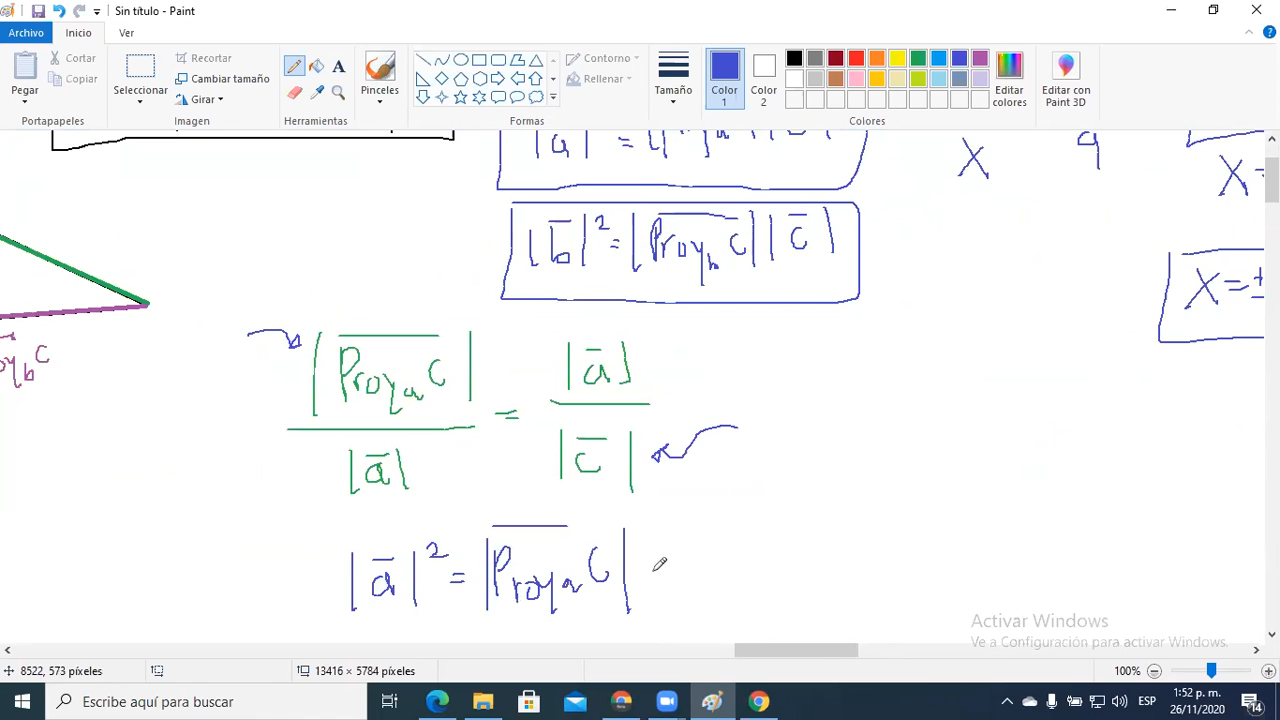 Sin título - Paint
Archivo Inicio Ver
Pegar
Cortar
Copiar
Portapapeles
Seleccionar
Recortar
Cambiar tamaño
Girar
Imagen
A
Herramientas
Pinceles
Contorno
Rellenar
Formas
Tamaño
Color 1
Color 2
Editar colores
Editar con Paint 3D
Colores
X a X=
|b̅|² = |Proy_b c̅| |c̅|
X=±
oy_b c
|Proy_a c| / |a̅| = |a̅| / |c̅|
|a̅|² = |Proy_a c|
Activar Windows
Ve a Configuración para activar Windows.
8522, 573 píxeles
13416 × 5784 píxeles
100%
Escribe aquí para buscar
ESP
1:52 p. m.
26/11/2020
14